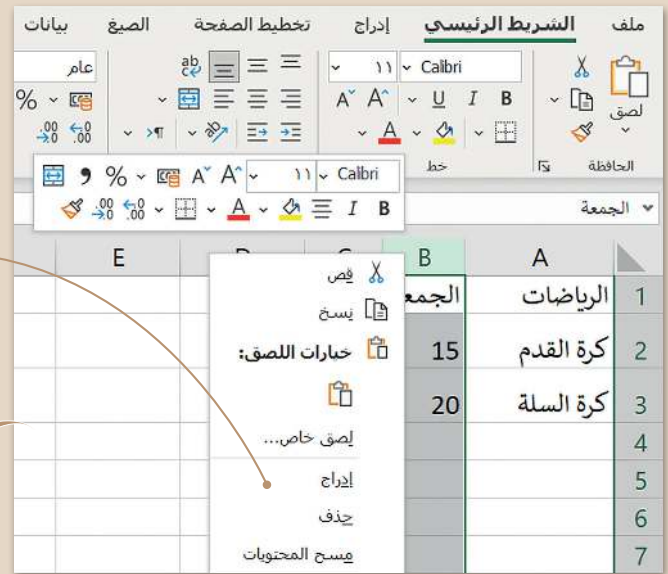 ملف الشريط الرئيسي إدراج تخطيط الصفحة الصيغ بيانات
لصق
Calibri ١١
B I U
A A A
عام
%
ab
الحافظة خط
Calibri ١١ A A % ,
B I A
الجمعة
A B E
1 الرياضات الجمع
2 كرة القدم 15
3 كرة السلة 20
4
5
6
7
قص
نسخ
خيارات اللصق:
لصق خاص...
إدراج
حذف
مسح المحتويات